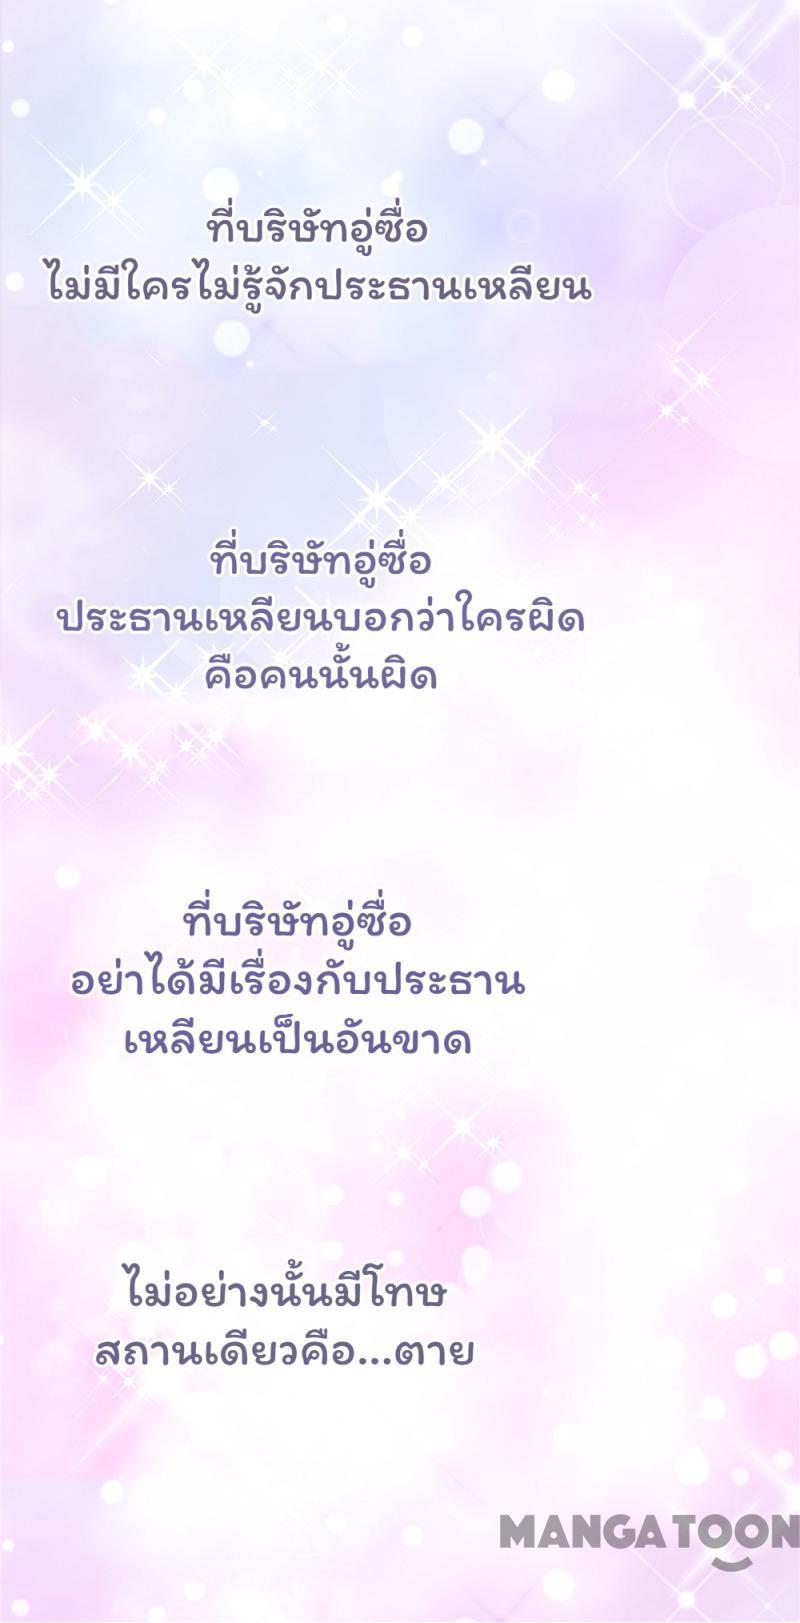 ที่บริษัทอู่ซื่อ
ไม่มีใครไม่รู้จักประธานเหลียน
ที่บริษัทอู่ซื่อ
ประธานเหลียนบอกว่าใครผิด
คือคนนั้นผิด
ที่บริษัทอู่ซื่อ
อย่าได้มีเรื่องกับประธาน
เหลียนเป็นอันขาด
ไม่อย่างนั้นมีโทษ
สถานเดียวคือ...ตาย
MANGATOON